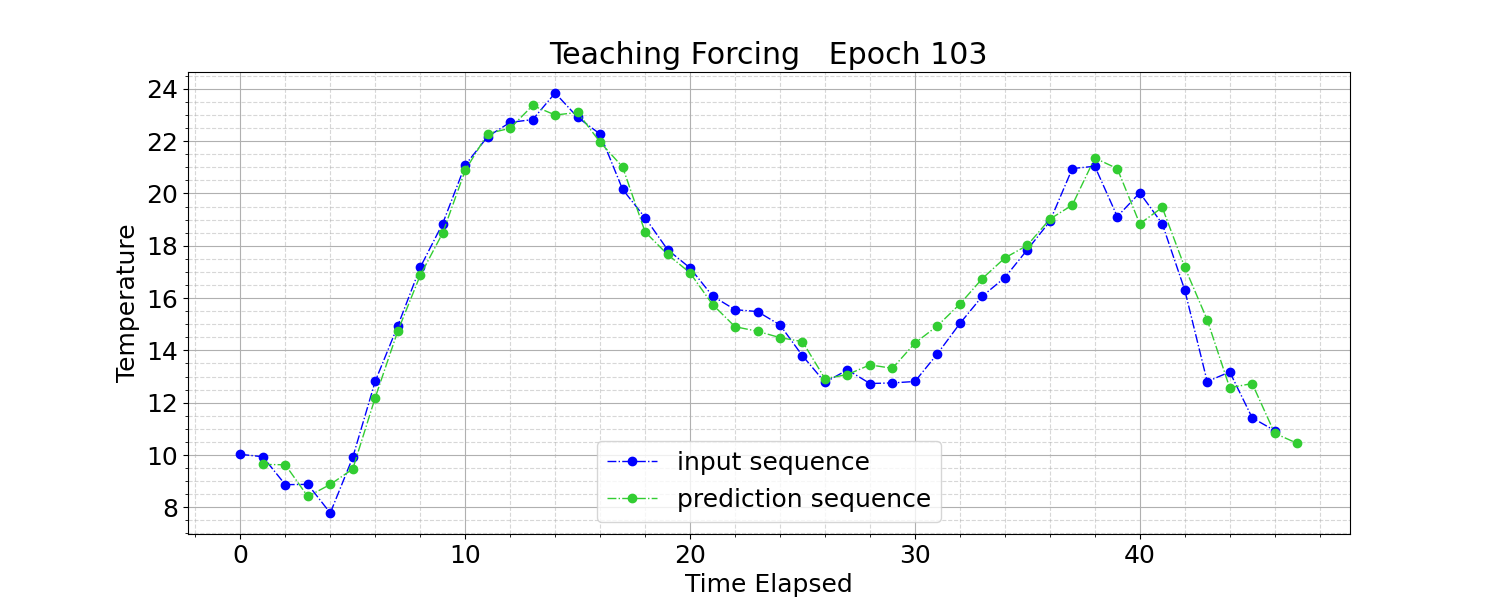 Teaching Forcing   Epoch 103
24
22
20
18
16
14
12
10
8
Temperature
input sequence
prediction sequence
0 10 20 30 40
Time Elapsed